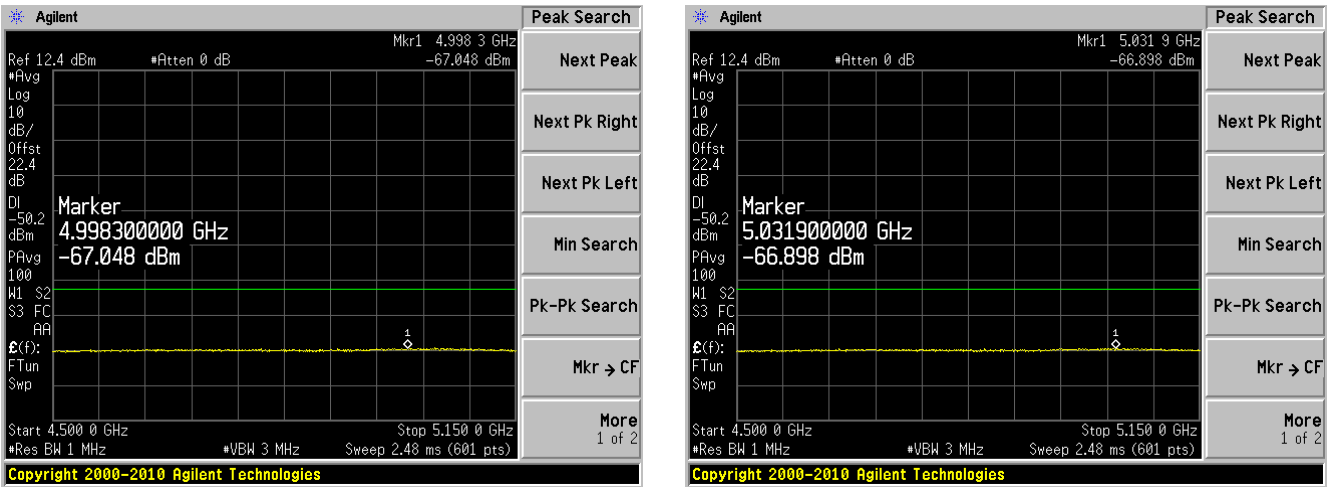 Agilent
Peak Search
Mkr1 4.998 3 GHz
Ref 12.4 dBm #Atten 0 dB -67.048 dBm
#Avg
Log
10
dB/
Offst
22.4
dB
DI
-50.2
dBm
PAvg
100
W1 S2
S3 FC
AA
£(f):
FTun
Swp
Marker
4.998300000 GHz
-67.048 dBm
1
Start 4.500 0 GHz Stop 5.150 0 GHz
#Res BW 1 MHz #VBW 3 MHz Sweep 2.48 ms (601 pts)
Copyright 2000-2010 Agilent Technologies
Next Peak
Next Pk Right
Next Pk Left
Min Search
Pk-Pk Search
Mkr → CF
More
1 of 2
Agilent
Peak Search
Mkr1 5.031 9 GHz
Ref 12.4 dBm #Atten 0 dB -66.898 dBm
#Avg
Log
10
dB/
Offst
22.4
dB
DI
-50.2
dBm
PAvg
100
W1 S2
S3 FC
AA
£(f):
FTun
Swp
Marker
5.031900000 GHz
-66.898 dBm
1
Start 4.500 0 GHz Stop 5.150 0 GHz
#Res BW 1 MHz #VBW 3 MHz Sweep 2.48 ms (601 pts)
Copyright 2000-2010 Agilent Technologies
Next Peak
Next Pk Right
Next Pk Left
Min Search
Pk-Pk Search
Mkr → CF
More
1 of 2